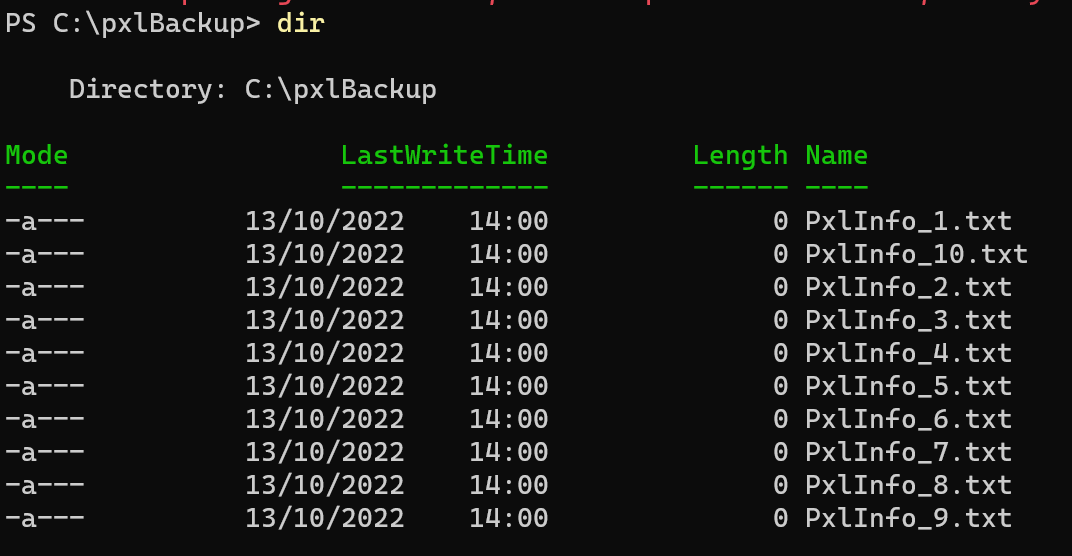 PS C:\pxlBackup> dir
Directory: C:\pxlBackup
Mode LastWriteTime Length Name
---- ------------- ------ ----
-a--- 13/10/2022 14:00 0 PxlInfo_1.txt
-a--- 13/10/2022 14:00 0 PxlInfo_10.txt
-a--- 13/10/2022 14:00 0 PxlInfo_2.txt
-a--- 13/10/2022 14:00 0 PxlInfo_3.txt
-a--- 13/10/2022 14:00 0 PxlInfo_4.txt
-a--- 13/10/2022 14:00 0 PxlInfo_5.txt
-a--- 13/10/2022 14:00 0 PxlInfo_6.txt
-a--- 13/10/2022 14:00 0 PxlInfo_7.txt
-a--- 13/10/2022 14:00 0 PxlInfo_8.txt
-a--- 13/10/2022 14:00 0 PxlInfo_9.txt